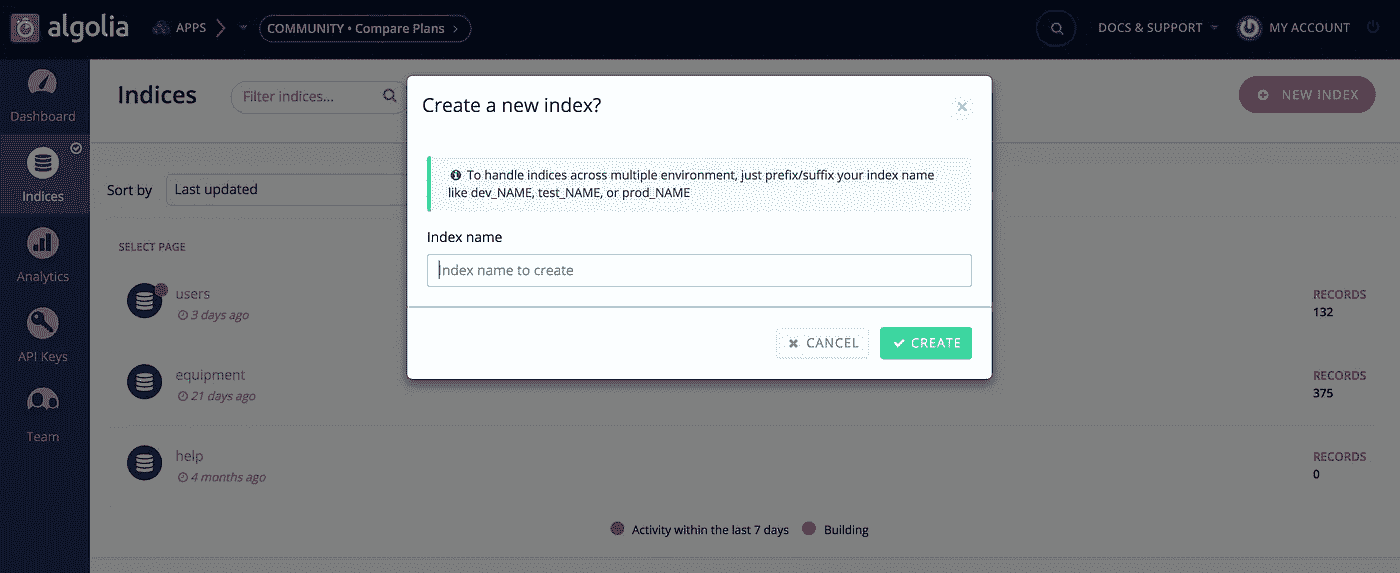 algolia
APPS
COMMUNITY • Compare Plans
DOCS & SUPPORT
MY ACCOUNT
Dashboard
Indices
Analytics
API Keys
Team
Indices
Filter indices...
NEW INDEX
Sort by
Last updated
SELECT PAGE
users
3 days ago
RECORDS
132
equipment
21 days ago
RECORDS
375
help
4 months ago
RECORDS
0
Activity within the last 7 days
Building
Create a new index?
To handle indices across multiple environment, just prefix/suffix your index name
like dev_NAME, test_NAME, or prod_NAME
Index name
Index name to create
CANCEL
CREATE